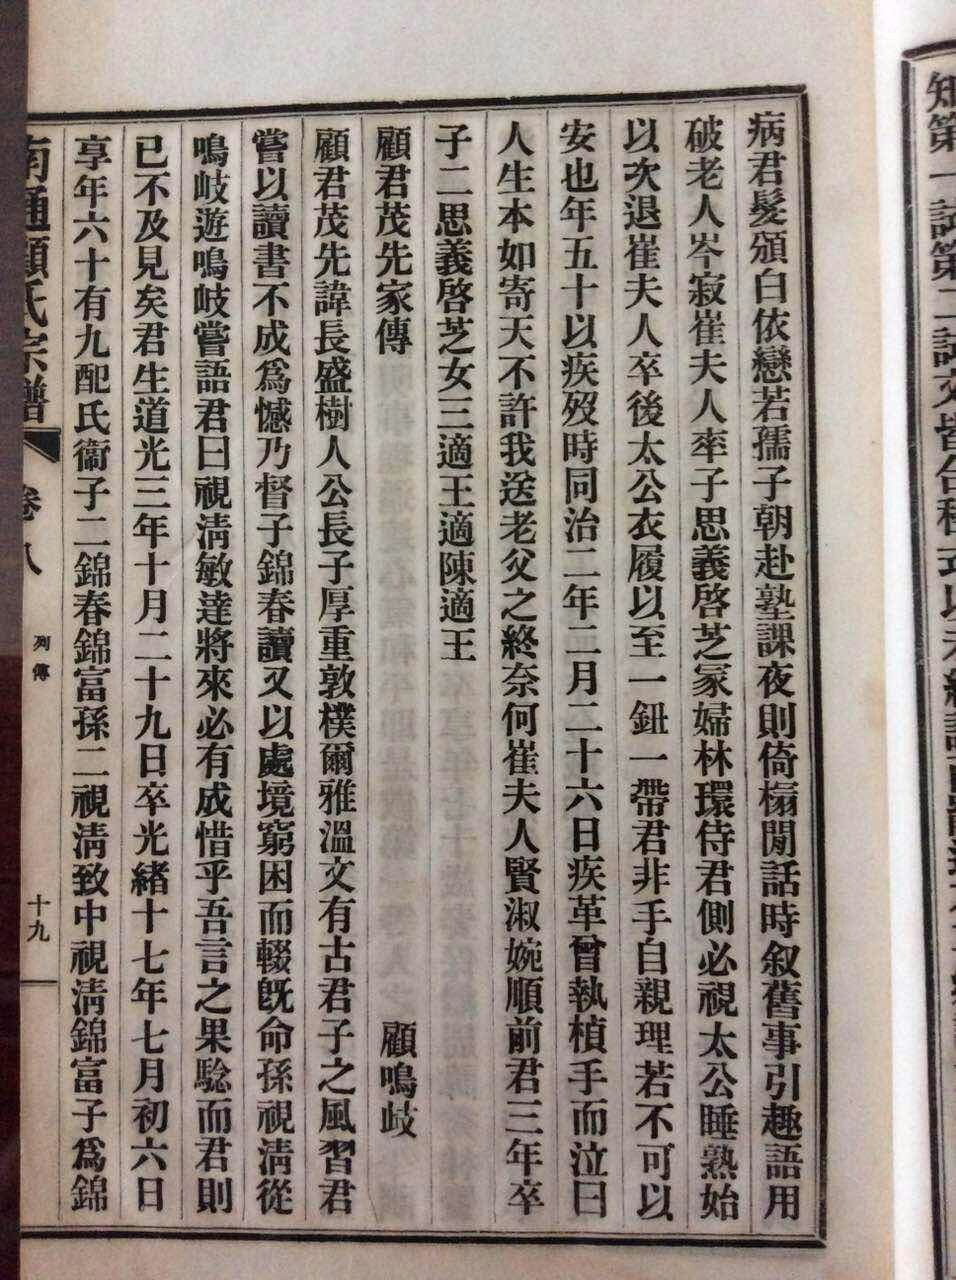 病君髮頒白依戀若孺子朝赴塾課夜則倚榻閒話時叙舊事引趣語用
破老人岑寂崔夫人率子思義啓芝冢婦林環侍君側必視太公睡熟始
以次退崔夫人卒後太公衣履以至一鈕一帶君非手自親理若不可以
安也年五十以疾歿時同治二年二月二十六日疾革曾執楨手而泣曰
人生本如寄天不許我送老父之終奈何崔夫人賢淑婉順前君三年卒
子二思義啓芝女三適王適陳適王
顧君茂先家傳 顧鳴歧
顧君茂先諱長盛樹人公長子厚重敦樸爾雅溫文有古君子之風習君
嘗以讀書不成爲憾乃督子錦春讀又以處境窮困而輟旣命孫視淸從
鳴岐遊鳴岐嘗語君曰視淸敏達將來必有成惜乎吾言之果騐而君則
已不及見矣君生道光三年十月二十九日卒光緒十七年七月初六日
享年六十有九配氏衞子二錦春錦富孫二視淸致中視淸錦富子爲錦
南通顧氏宗譜 卷八 列傳 十九
知第一試第二試交皆合程式以未